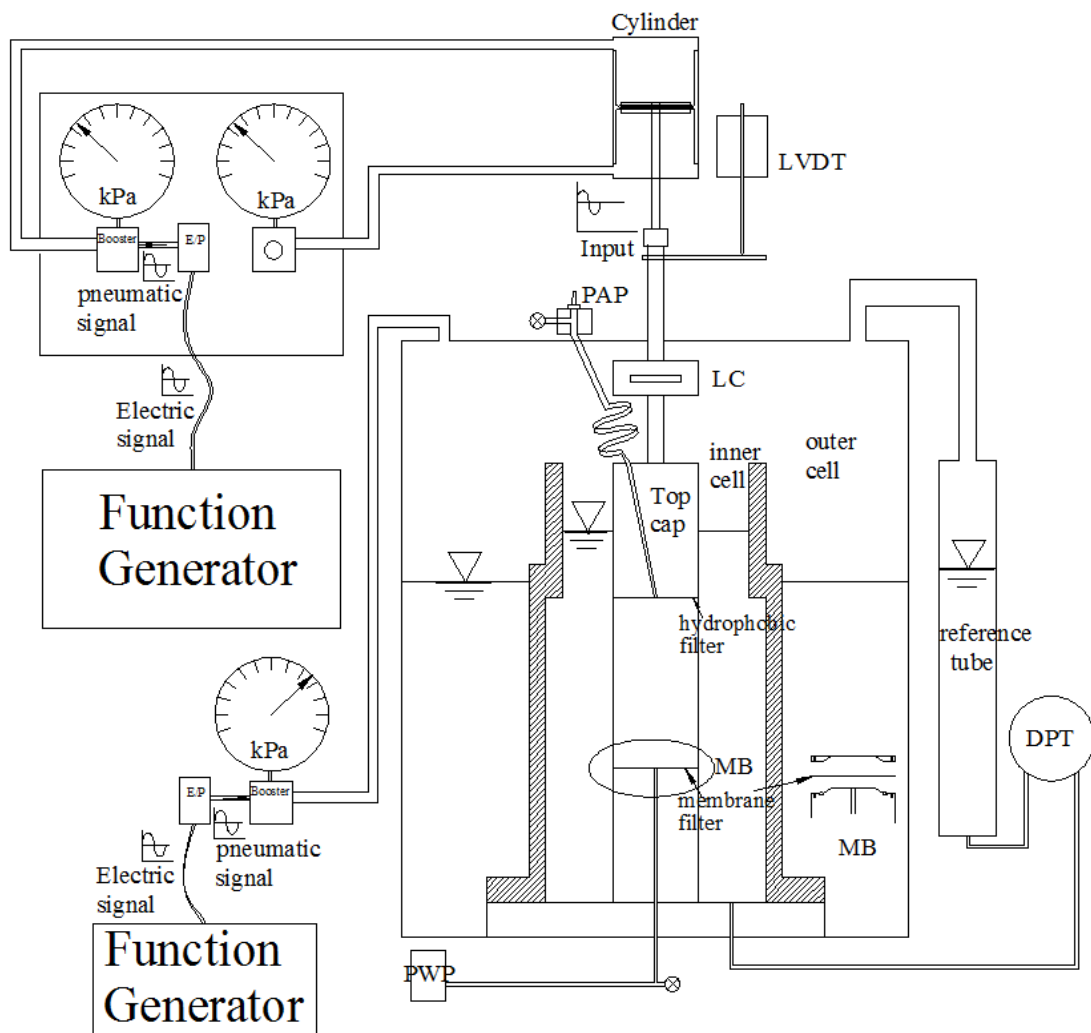 Cylinder
kPa
kPa
LVDT
Booster
E/P
Input
pneumatic
signal
PAP
LC
Electric
signal
inner
cell
outer
cell
Top
cap
Function
Generator
hydrophobic
filter
reference
tube
kPa
DPT
MB
E/P
Booster
membrane
filter
MB
pneumatic
signal
Electric
signal
Function
Generator
PWP